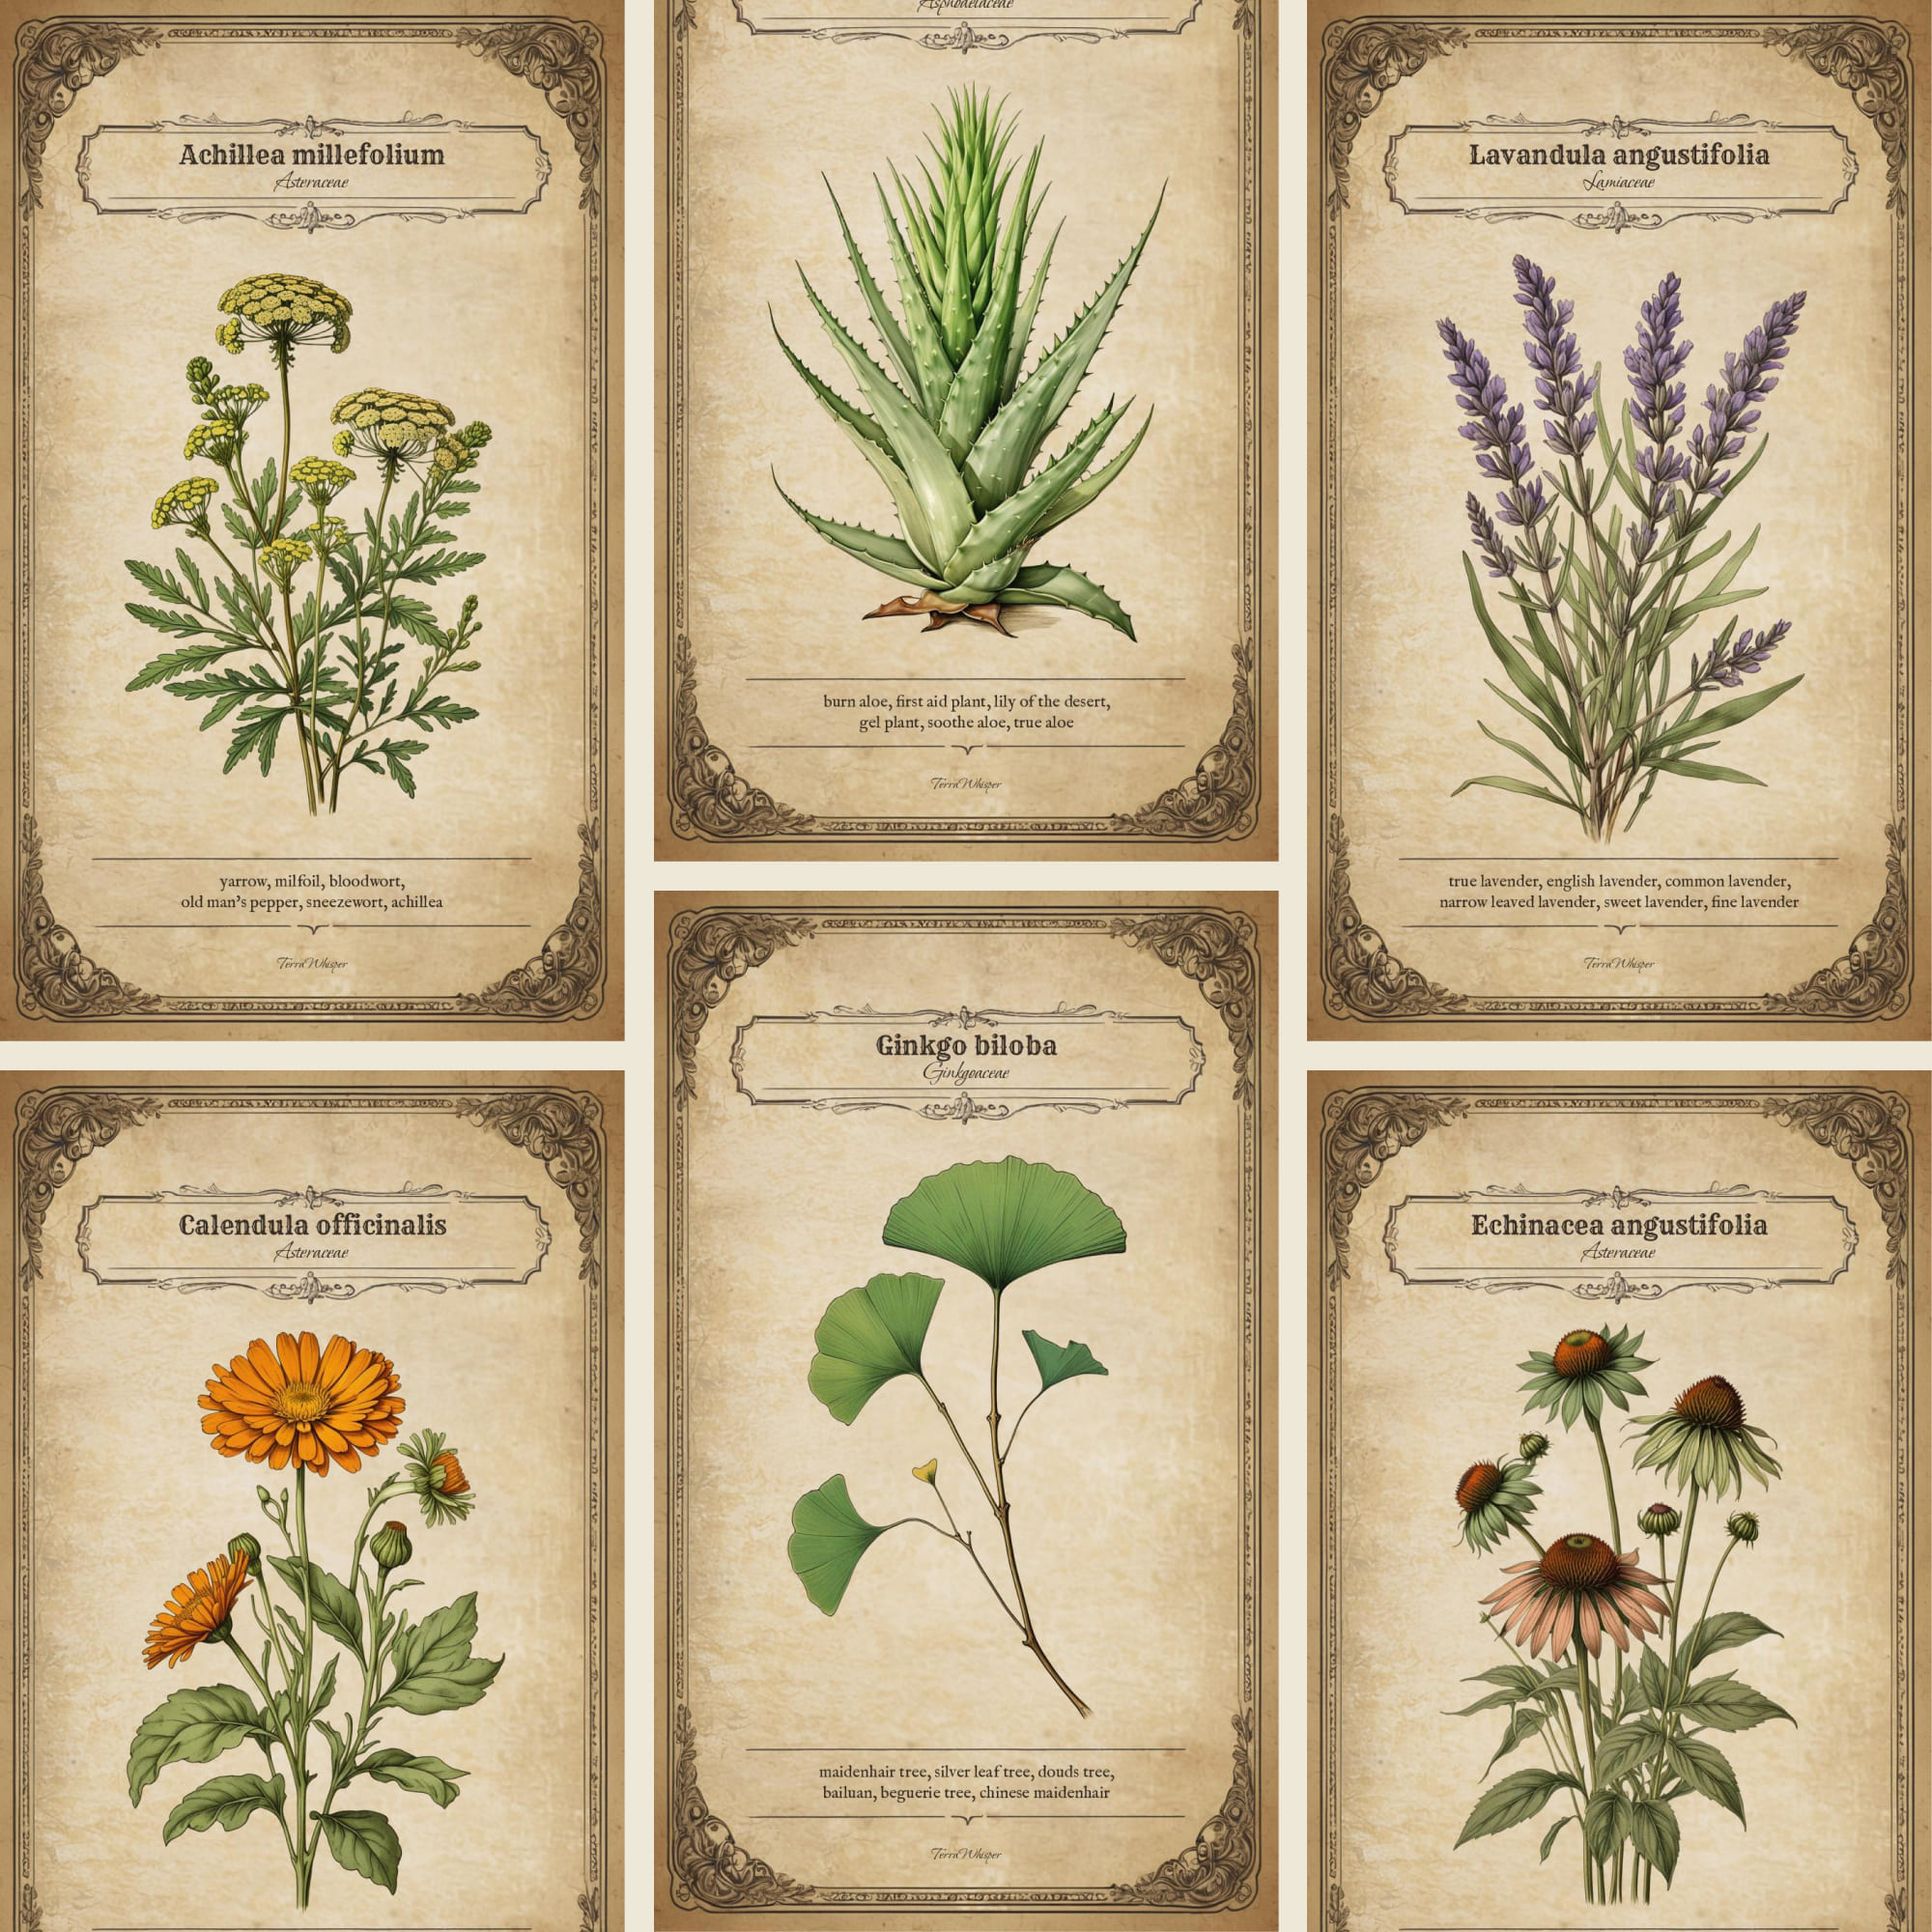 Achillea millefolium
Asteraceae
yarrow, milfoil, bloodwort,
old man's pepper, sneezewort, achillea
TerraWhisper
Calendula officinalis
Asteraceae
Asphodelaceae
burn aloe, first aid plant, lily of the desert,
gel plant, soothe aloe, true aloe
TerraWhisper
Ginkgo biloba
Ginkgoaceae
maidenhair tree, silver leaf tree, douds tree,
bailuan, beguerie tree, chinese maidenhair
TerraWhisper
Lavandula angustifolia
Lamiaceae
true lavender, english lavender, common lavender,
narrow leaved lavender, sweet lavender, fine lavender
TerraWhisper
Echinacea angustifolia
Asteraceae